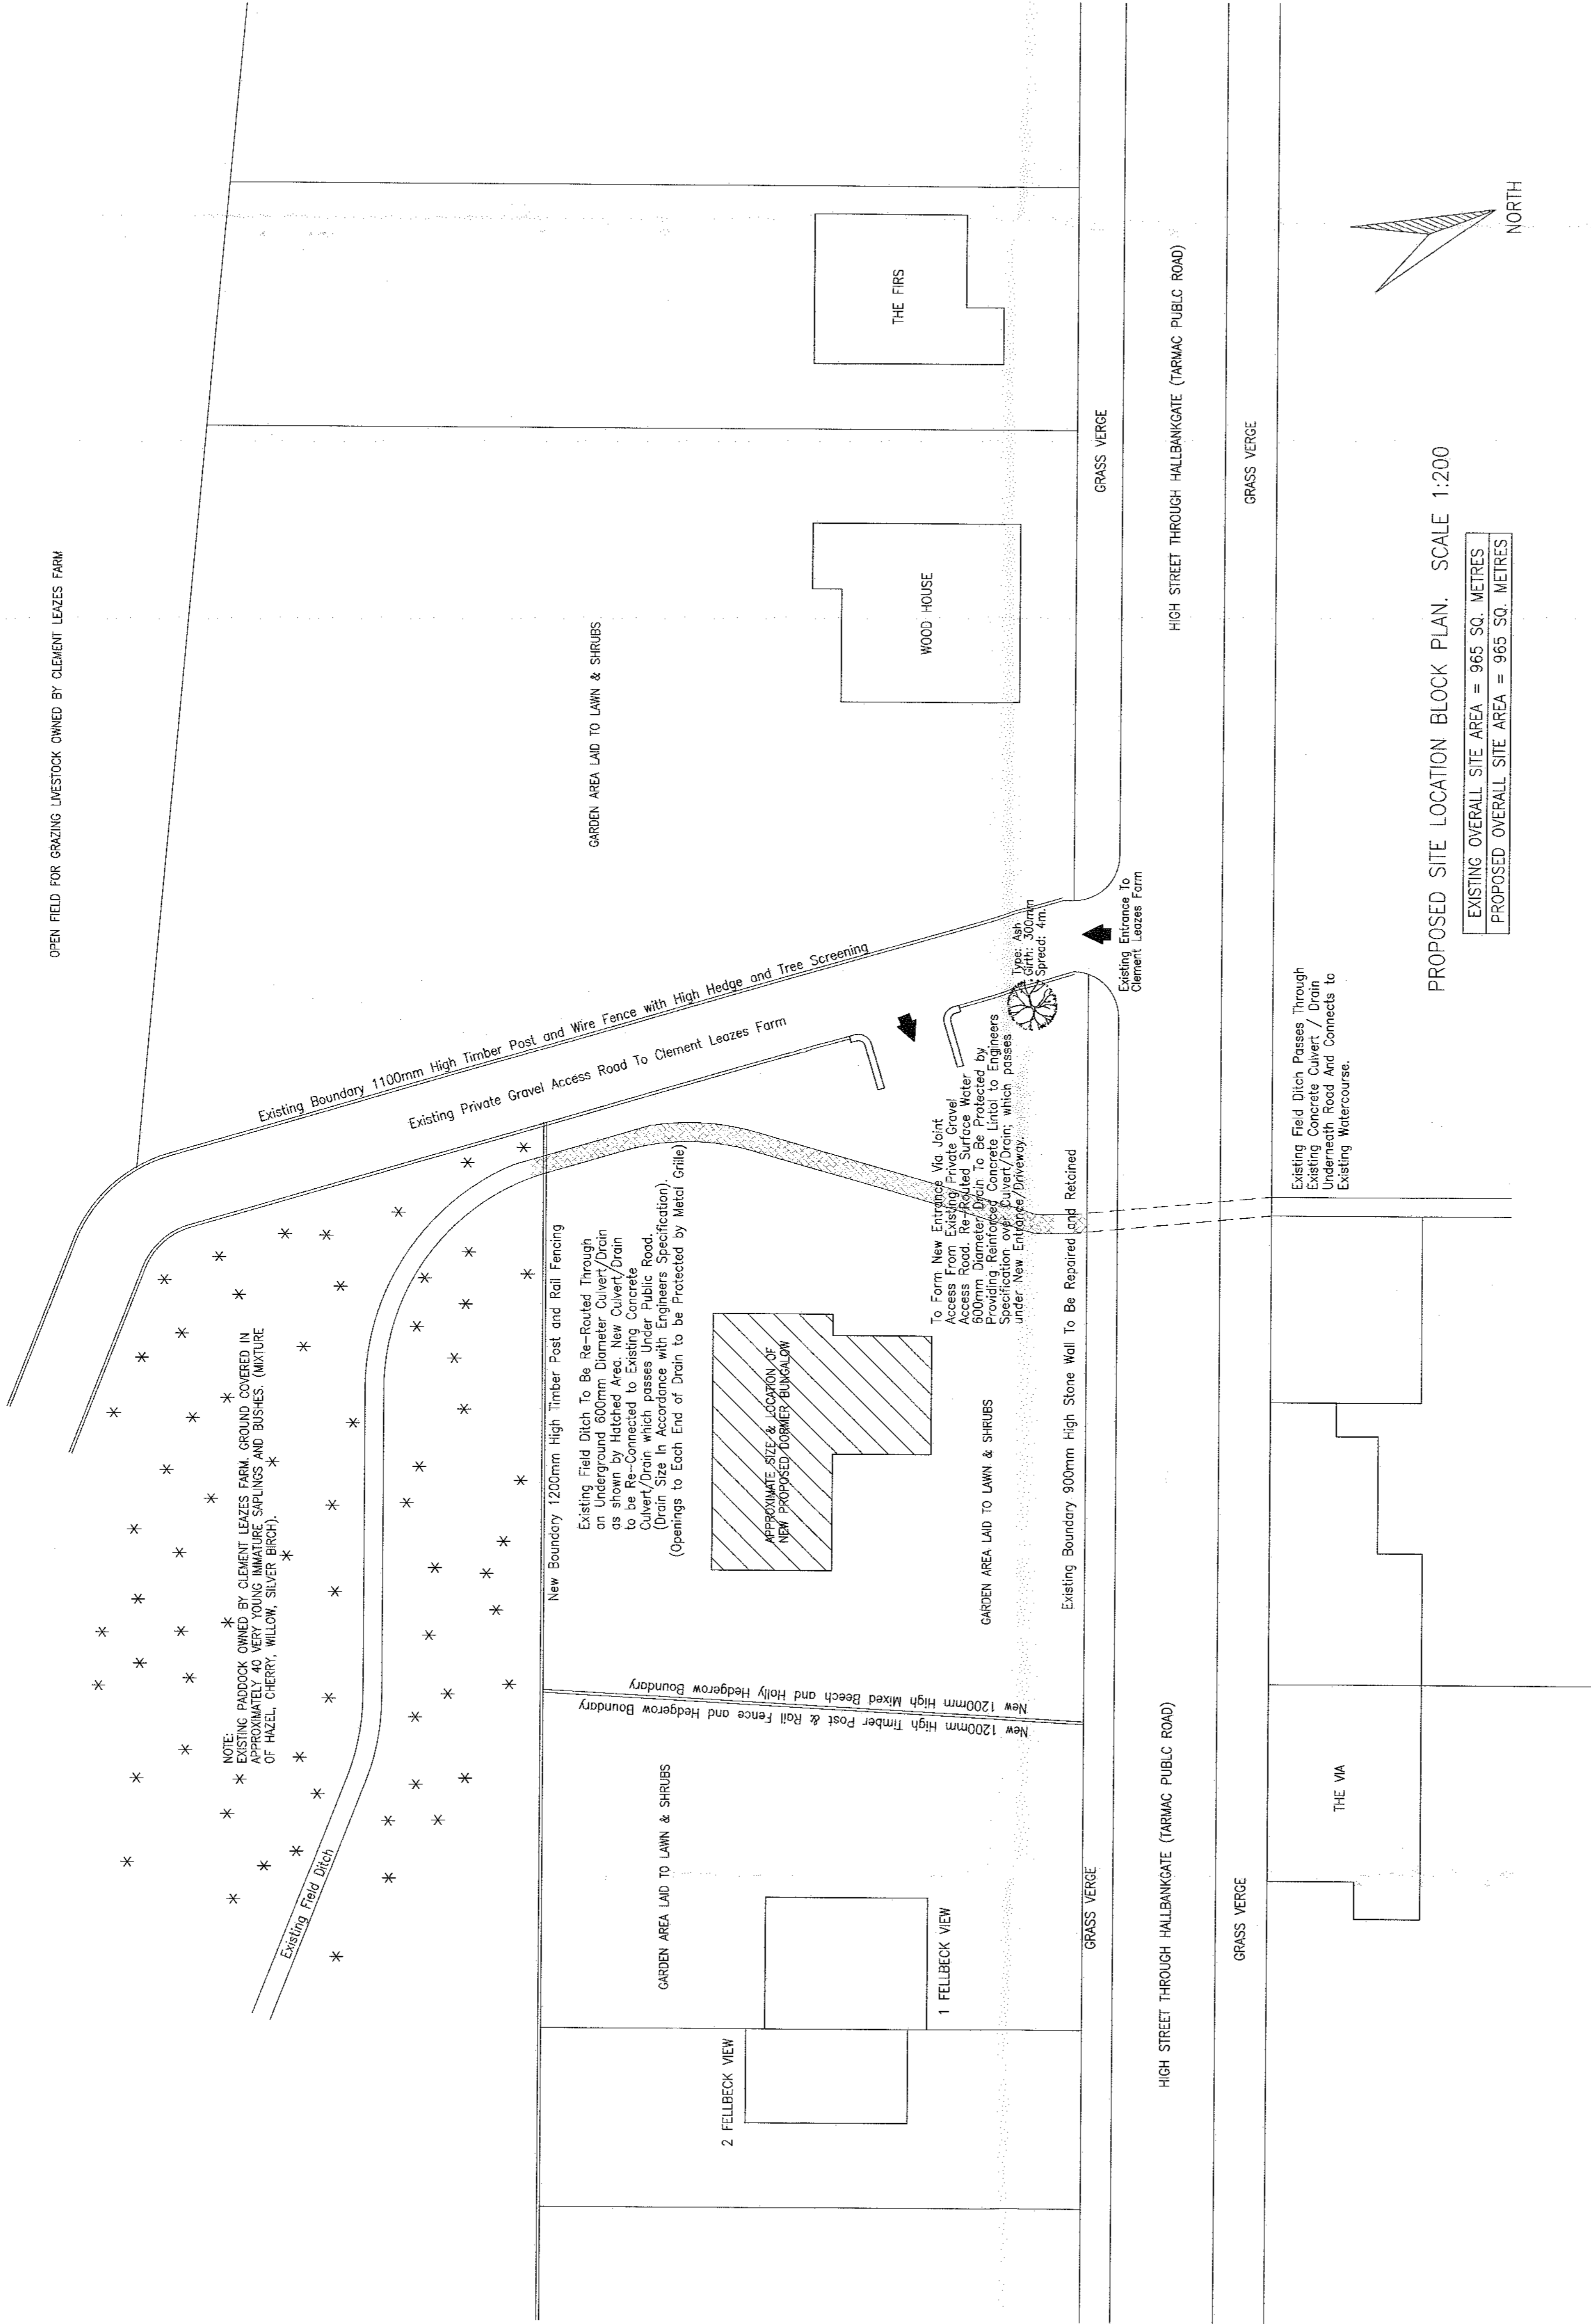 OPEN FIELD FOR GRAZING LIVESTOCK OWNED BY CLEMENT LEAZES FARM
NOTE:
EXISTING PADDOCK OWNED BY CLEMENT LEAZES FARM. GROUND COVERED IN
APPROXIMATELY 40 VERY YOUNG IMMATURE SAPLINGS AND BUSHES. (MIXTURE
OF HAZEL, CHERRY, WILLOW, SILVER BIRCH).
Existing Field Ditch
Existing Boundary 1100mm High Timber Post and Wire Fence with High Hedge and Tree Screening
Existing Private Gravel Access Road To Clement Leazes Farm
GARDEN AREA LAID TO LAWN & SHRUBS
New Boundary 1200mm High Timber Post and Rail Fencing
Existing Field Ditch To Be Re-Routed Through
an Underground 600mm Diameter Culvert/Drain
as shown by Hatched Area. New Culvert/Drain
to be Re-Connected to Existing Concrete
Culvert/Drain which passes Under Public Road.
(Drain Size In Accordance with Engineers Specification).
(Openings to Each End of Drain to be Protected by Metal Grille)
GARDEN AREA LAID TO LAWN & SHRUBS
New 1200mm High Mixed Beech and Holly Hedgerow Boundary
New 1200mm High Timber Post & Rail Fence and Hedgerow Boundary
APPROXIMATE SIZE & LOCATION OF
NEW PROPOSED DORMER BUNGALOW
2 FELLBECK VIEW
1 FELLBECK VIEW
WOOD HOUSE
THE FIRS
To Form New Entrance Via Joint
Access From Existing Private Gravel
Access Road. Re-Routed Surface Water
600mm Diameter Drain To Be Protected by
Providing Reinforced Concrete Lintol to Engineers
Specification over Culvert/Drain; which passes
under New Entrance/Driveway.
Type: Ash
Girth: 300mm
Spread: 4m.
GARDEN AREA LAID TO LAWN & SHRUBS
Existing Boundary 900mm High Stone Wall To Be Repaired and Retained
GRASS VERGE
GRASS VERGE
Existing Entrance To
Clement Leazes Farm
HIGH STREET THROUGH HALLBANKGATE (TARMAC PUBLC ROAD)
HIGH STREET THROUGH HALLBANKGATE (TARMAC PUBLC ROAD)
GRASS VERGE
GRASS VERGE
Existing Field Ditch Passes Through
Existing Concrete Culvert / Drain
Underneath Road And Connects to
Existing Watercourse.
THE VIA
PROPOSED SITE LOCATION BLOCK PLAN. SCALE 1:200
EXISTING OVERALL SITE AREA = 965 SQ. METRES
PROPOSED OVERALL SITE AREA = 965 SQ. METRES
NORTH